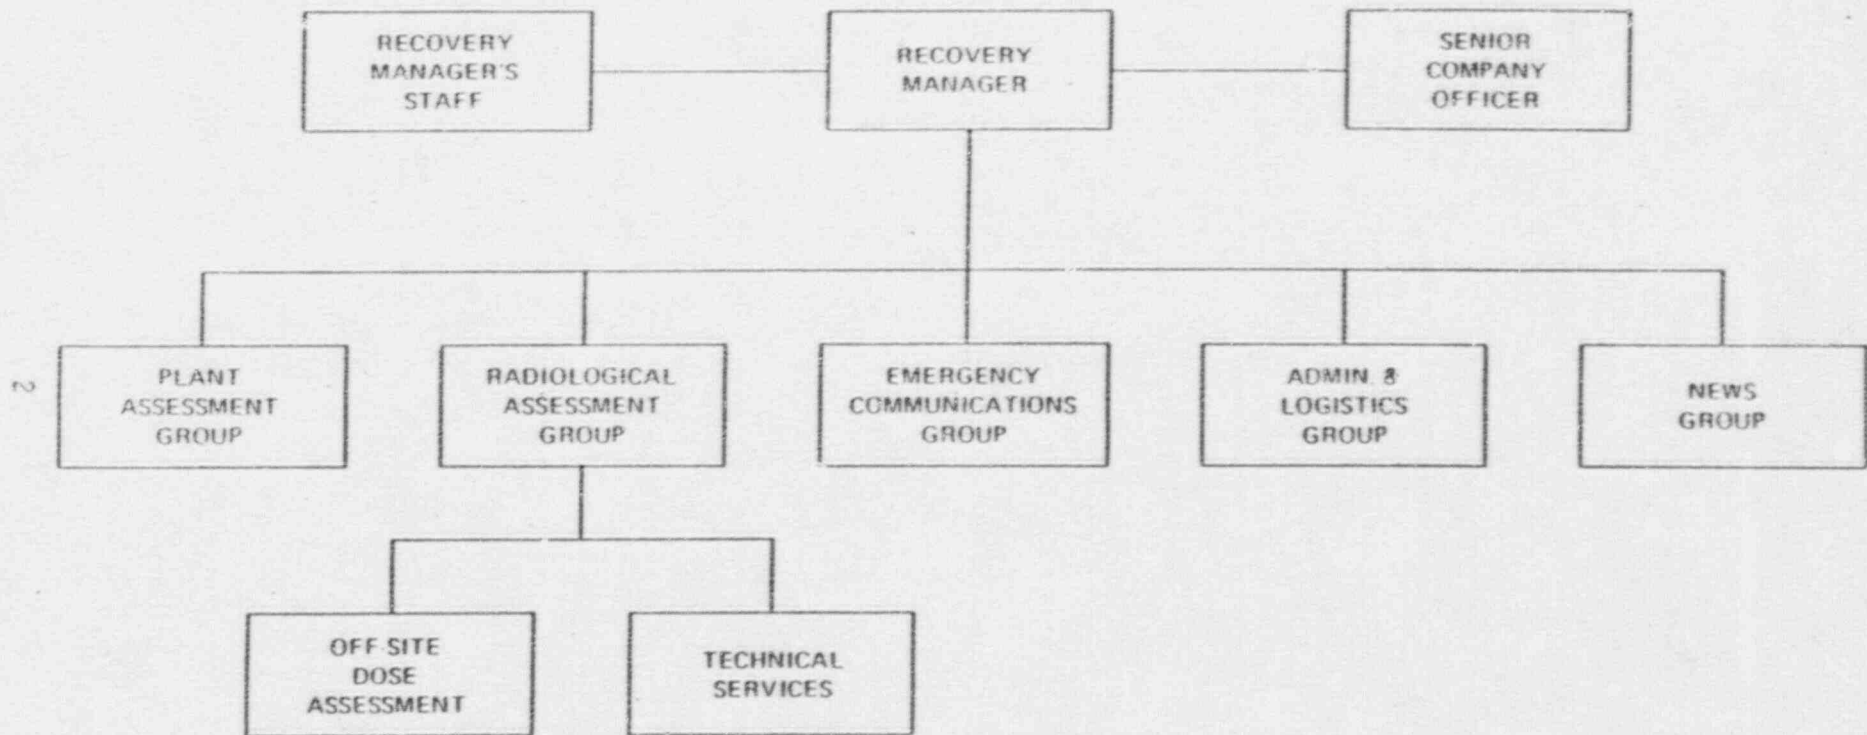 RECOVERY
MANAGER'S
STAFF
RECOVERY
MANAGER
SENIOR
COMPANY
OFFICER
PLANT
ASSESSMENT
GROUP
RADIOLOGICAL
ASSESSMENT
GROUP
EMERGENCY
COMMUNICATIONS
GROUP
ADMIN. &
LOGISTICS
GROUP
NEWS
GROUP
2
OFF SITE
DOSE
ASSESSMENT
TECHNICAL
SERVICES